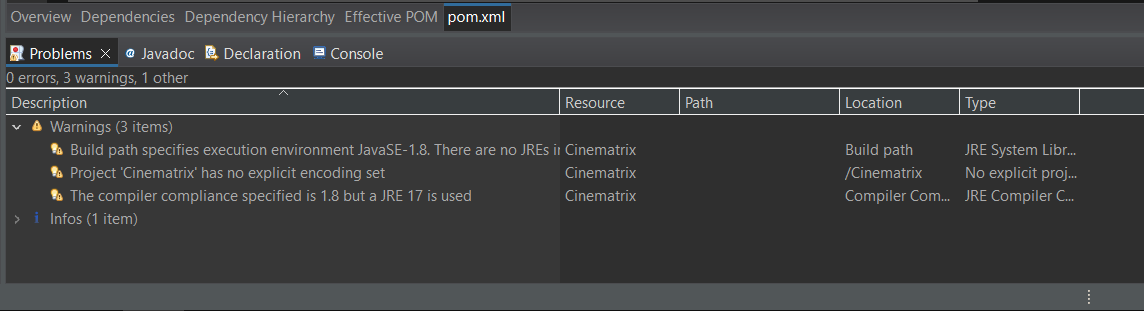 Overview Dependencies Dependency Hierarchy Effective POM pom.xml
Problems Javadoc Declaration Console
0 errors, 3 warnings, 1 other
Description Resource Path Location Type
Warnings (3 items)
Build path specifies execution environment JavaSE-1.8. There are no JREs in Cinematrix Build path JRE System Libr...
Project 'Cinematrix' has no explicit encoding set Cinematrix /Cinematrix No explicit proj...
The compiler compliance specified is 1.8 but a JRE 17 is used Cinematrix Compiler Com... JRE Compiler C...
Infos (1 item)